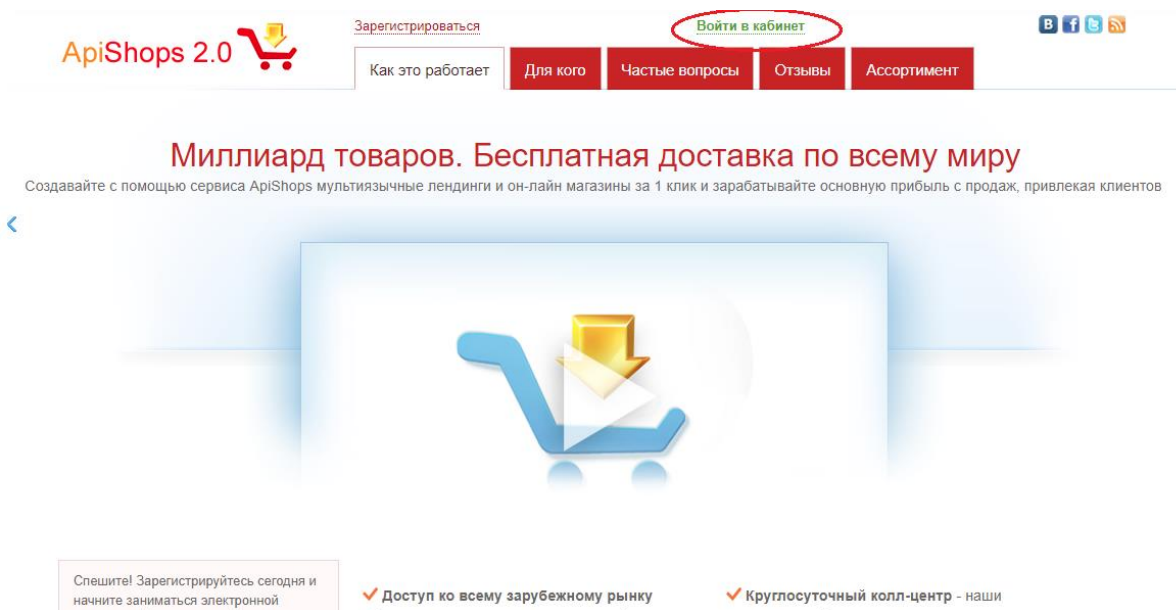 Зарегистрироваться
Войти в кабинет
ApiShops 2.0
Как это работает
Для кого
Частые вопросы
Отзывы
Ассортимент
Миллиард товаров. Бесплатная доставка по всему миру
Создавайте с помощью сервиса ApiShops мультиязычные лендинги и он-лайн магазины за 1 клик и зарабатывайте основную прибыль с продаж, привлекая клиентов
Спешите! Зарегистрируйтесь сегодня и
начните заниматься электронной
Доступ ко всему зарубежному рынку
Круглосуточный колл-центр - наши